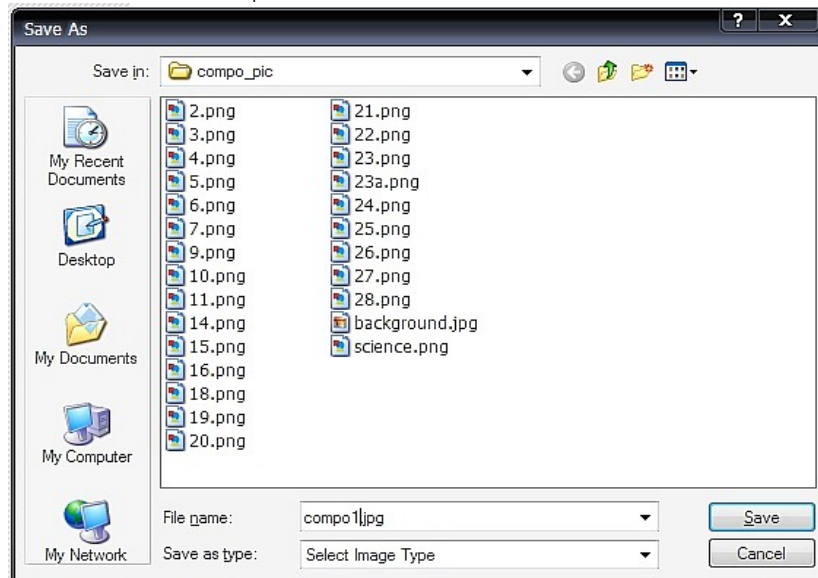 Save As
? X
Save in: compo_pic
My Recent
Documents
Desktop
My Documents
My Computer
My Network
2.png
3.png
4.png
5.png
6.png
7.png
9.png
10.png
11.png
14.png
15.png
16.png
18.png
19.png
20.png
21.png
22.png
23.png
23a.png
24.png
25.png
26.png
27.png
28.png
background.jpg
science.png
File name: compo1.jpg Save
Save as type: Select Image Type Cancel